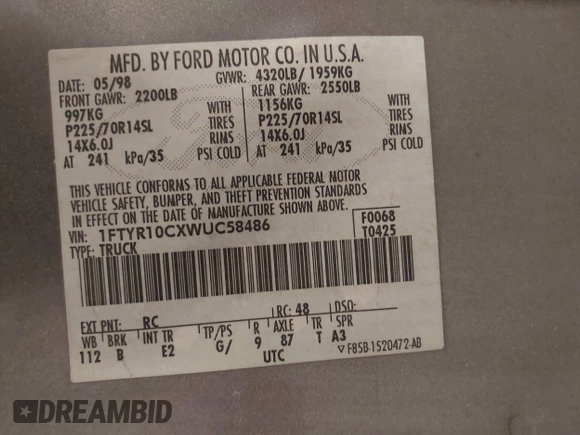 MFD. BY FORD MOTOR CO. IN U.S.A.
DATE: 05/98 GVWR: 4320LB/ 1959KG
FRONT GAWR: 2200LB REAR GAWR: 2550LB
997KG WITH 1156KG WITH
P225/70R14SL TIRES P225/70R14SL TIRES
14X6.0J RIMS 14X6.0J RIMS
AT 241 kPa/35 PSI COLD AT 241 kPa/35 PSI COLD
THIS VEHICLE CONFORMS TO ALL APPLICABLE FEDERAL MOTOR
VEHICLE SAFETY, BUMPER, AND THEFT PREVENTION STANDARDS
IN EFFECT ON THE DATE OF MANUFACTURE SHOWN ABOVE.
VIN: 1FTYR10CXWUC58486 F0068
TYPE: TRUCK T0425
EXT PNT: RC RC: 48 DSO:
WB BRK INT TR TP/PS R AXLE TR SPR
112 B E2 G/ 9 87 T A3
UTC ▽ F85B-1520472-AB
DREAMBID